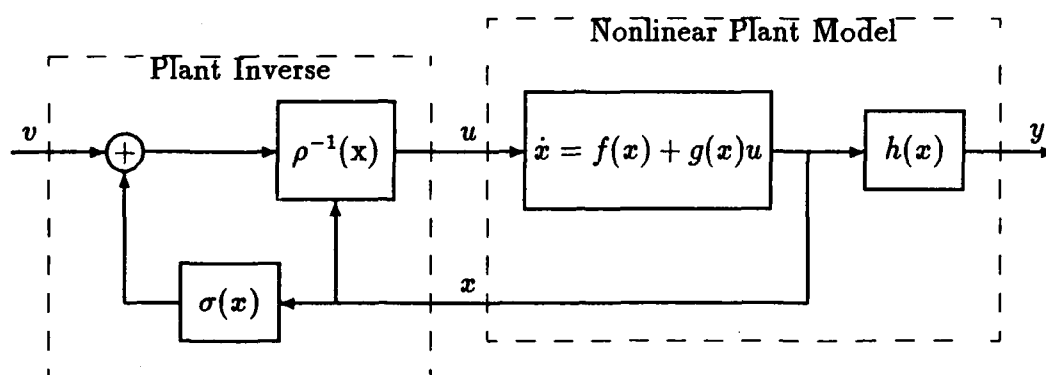 Nonlinear Plant Model
Plant Inverse
v
+
ρ⁻¹(x)
u
ẋ = f(x) + g(x)u
h(x)
y
σ(x)
x